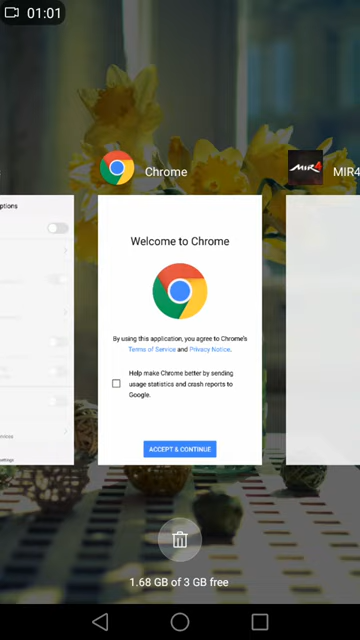 01:01
Chrome
MIR4
MIR4
ptions
Welcome to Chrome
By using this application, you agree to Chrome's
Terms of Service and Privacy Notice.
Help make Chrome better by sending
usage statistics and crash reports to
Google.
ACCEPT & CONTINUE
1.68 GB of 3 GB free